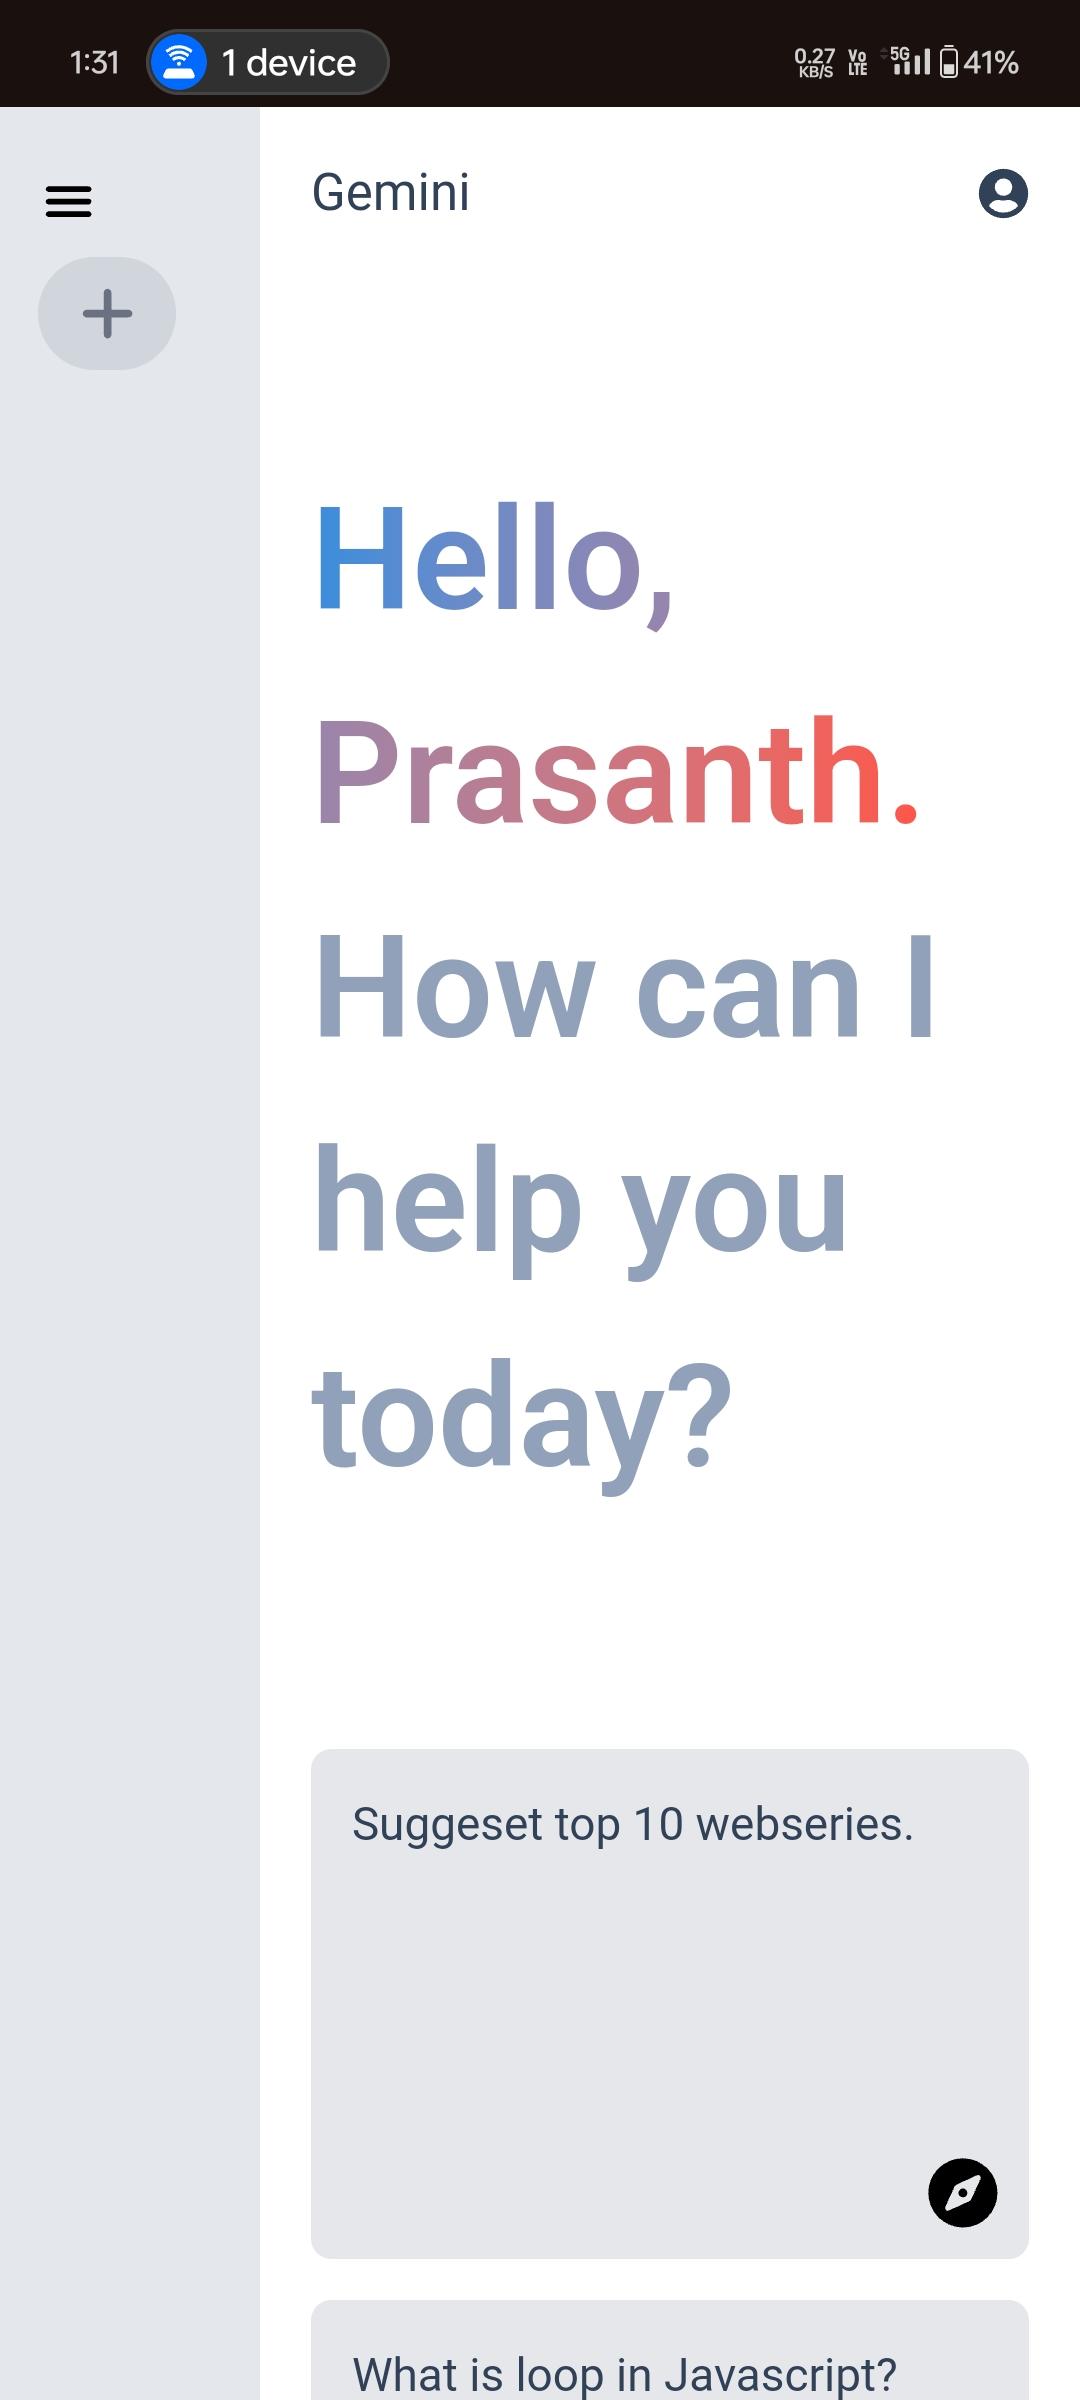 1:31
1 device
0.27
KB/S
Vo
LTE
5G
41%
Gemini
Hello,
Prasanth.
How can I
help you
today?
Suggeset top 10 webseries.
What is loop in Javascript?